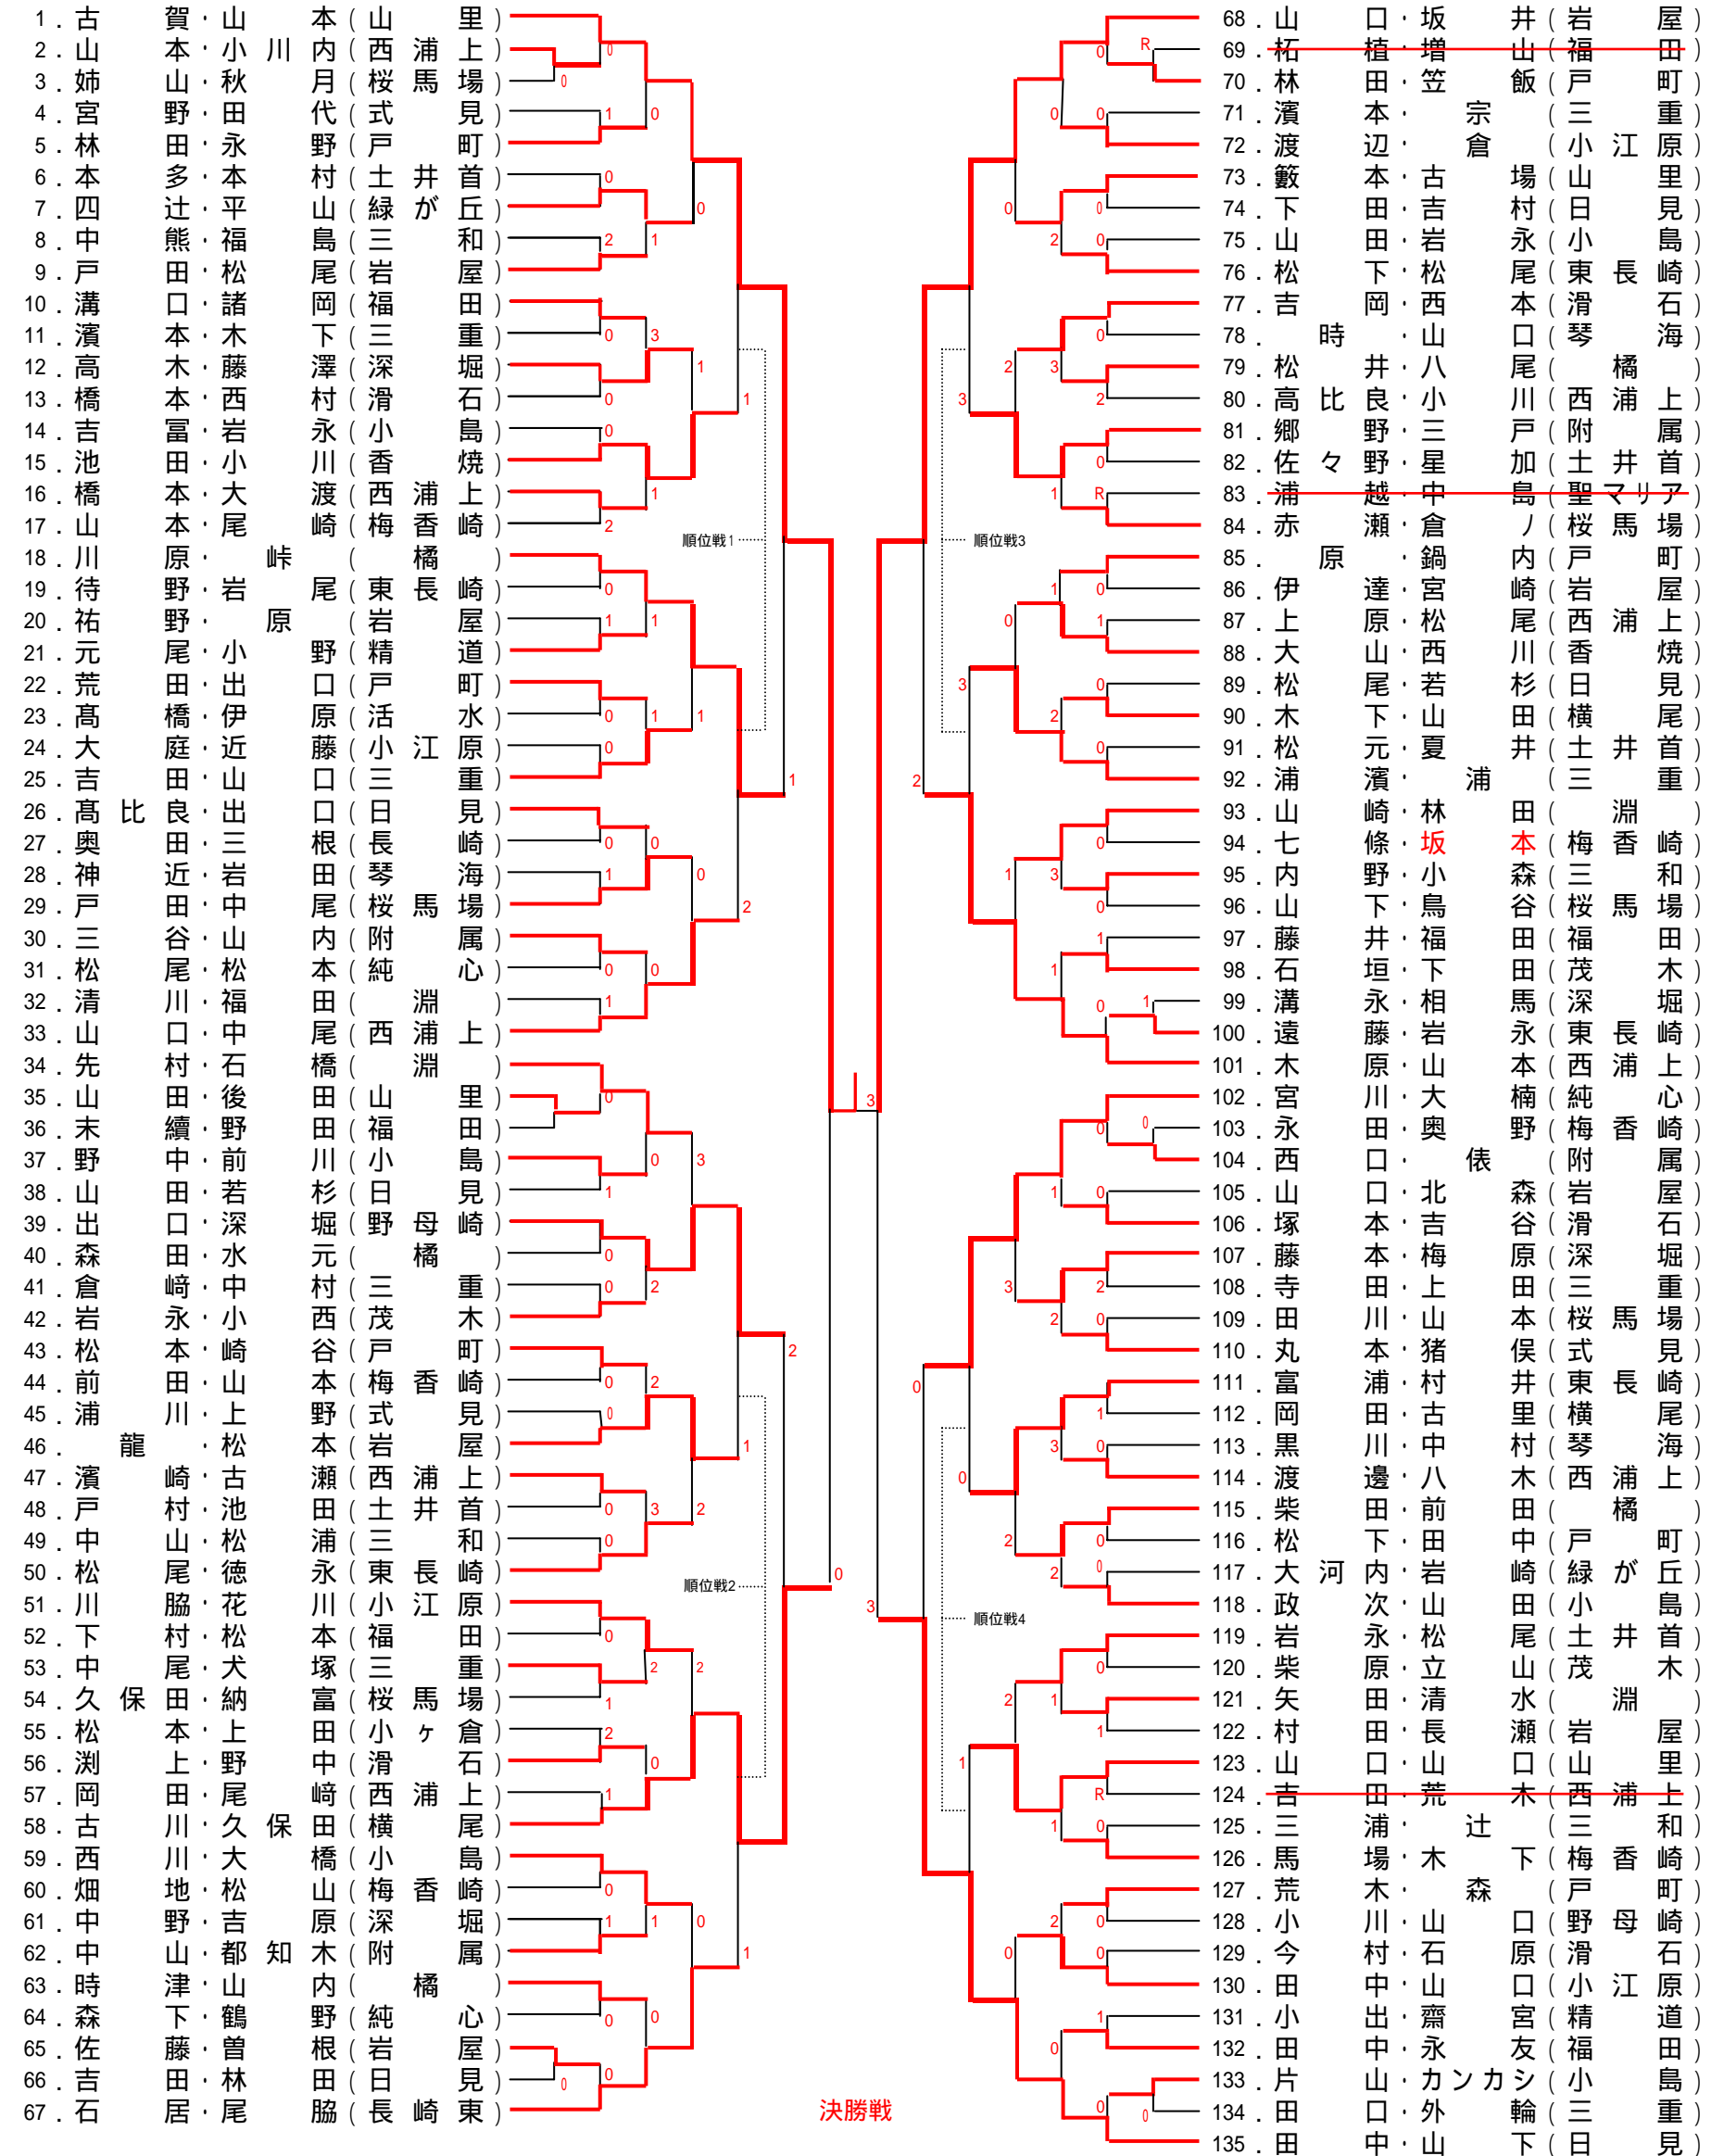 1．古賀・山本（山里）
2．山本・小川内（西浦上）
3．姉山・秋月（桜馬場）
4．宮野・田代（式見）
5．林田・永野（戸町）
6．本多・本村（土井首）
7．四辻・平山（緑が丘）
8．中熊・福島（三和）
9．戸田・松尾（岩屋）
10．溝口・諸岡（福田）
11．濱本・木下（三重）
12．高木・藤澤（深堀）
13．橋本・西村（滑石）
14．吉冨・岩永（小島）
15．池田・小川（香焼）
16．橋本・大渡（西浦上）
17．山本・尾崎（梅香崎）
18．川原・峠（橘）
19．待野・岩尾（東長崎）
20．祐野・原（岩屋）
21．元尾・小野（精道）
22．荒田・出口（戸町）
23．髙橋・伊原（活水）
24．大庭・近藤（小江原）
25．吉田・山口（三重）
26．髙比良・出口（日見）
27．奥田・三根（長崎）
28．神近・岩田（琴海）
29．戸田・中尾（桜馬場）
30．三谷・山内（附属）
31．松尾・松本（純心）
32．清川・福田（淵）
33．山口・中尾（西浦上）
34．先村・石橋（淵）
35．山田・後田（山里）
36．末續・野田（福田）
37．野中・前川（小島）
38．山田・若杉（日見）
39．出口・深堀（野母崎）
40．森田・水元（橘）
41．倉﨑・中村（三重）
42．岩永・小西（茂木）
43．松本・崎谷（戸町）
44．前田・山本（梅香崎）
45．浦川・上野（式見）
46．龍・松本（岩屋）
47．濱崎・古瀬（西浦上）
48．戸村・池田（土井首）
49．中山・松浦（三和）
50．松尾・徳永（東長崎）
51．川脇・花川（小江原）
52．下村・松本（福田）
53．中尾・犬塚（三重）
54．久保田・納富（桜馬場）
55．松本・上田（小ヶ倉）
56．渕上・野中（滑石）
57．岡田・尾﨑（西浦上）
58．古川・久保田（横尾）
59．西川・大橋（小島）
60．畑地・松山（梅香崎）
61．中野・吉原（深堀）
62．中山・都知木（附属）
63．時津・山内（橘）
64．森下・鶴野（純心）
65．佐藤・曽根（岩屋）
66．吉田・林田（日見）
67．石居・尾脇（長崎東）
順位戦1
順位戦2
順位戦3
順位戦4
決勝戦
68．山口・坂井（岩屋）
69．柘植・増山（福田）
70．林田・笠飯（戸町）
71．濱本・宗（三重）
72．渡辺・倉（小江原）
73．籔本・古場（山里）
74．下田・吉村（日見）
75．山田・岩永（小島）
76．松下・松尾（東長崎）
77．吉岡・西本（滑石）
78．時・山口（琴海）
79．松井・八尾（橘）
80．高比良・小川（西浦上）
81．郷野・三戸（附属）
82．佐々野・星加（土井首）
83．浦越・中島（聖マリア）
84．赤瀬・倉ノ（桜馬場）
85．原・鍋内（戸町）
86．伊達・宮崎（岩屋）
87．上原・松尾（西浦上）
88．大山・西川（香焼）
89．松尾・若杉（日見）
90．木下・山田（横尾）
91．松元・夏井（土井首）
92．浦濱・浦（三重）
93．山崎・林田（淵）
94．七條・坂本（梅香崎）
95．内野・小森（三和）
96．山下・鳥谷（桜馬場）
97．藤井・福田（福田）
98．石垣・下田（茂木）
99．溝永・相馬（深堀）
100．遠藤・岩永（東長崎）
101．木原・山本（西浦上）
102．宮川・大楠（純心）
103．永田・奥野（梅香崎）
104．西口・俵（附属）
105．山口・北森（岩屋）
106．塚本・吉谷（滑石）
107．藤本・梅原（深堀）
108．寺田・上田（三重）
109．田川・山本（桜馬場）
110．丸本・猪俣（式見）
111．富浦・村井（東長崎）
112．岡田・古里（横尾）
113．黒川・中村（琴海）
114．渡邊・八木（西浦上）
115．柴田・前田（橘）
116．松下・田中（戸町）
117．大河内・岩崎（緑が丘）
118．政次・山田（小島）
119．岩永・松尾（土井首）
120．柴原・立山（茂木）
121．矢田・清水（淵）
122．村田・長瀬（岩屋）
123．山口・山口（山里）
124．吉田・荒木（西浦上）
125．三浦・辻（三和）
126．馬場・木下（梅香崎）
127．荒木・森（戸町）
128．小川・山口（野母崎）
129．今村・石原（滑石）
130．田中・山口（小江原）
131．小出・齋宮（精道）
132．田中・永友（福田）
133．片山・カンカシ（小島）
134．田口・外輪（三重）
135．田中・山下（日見）